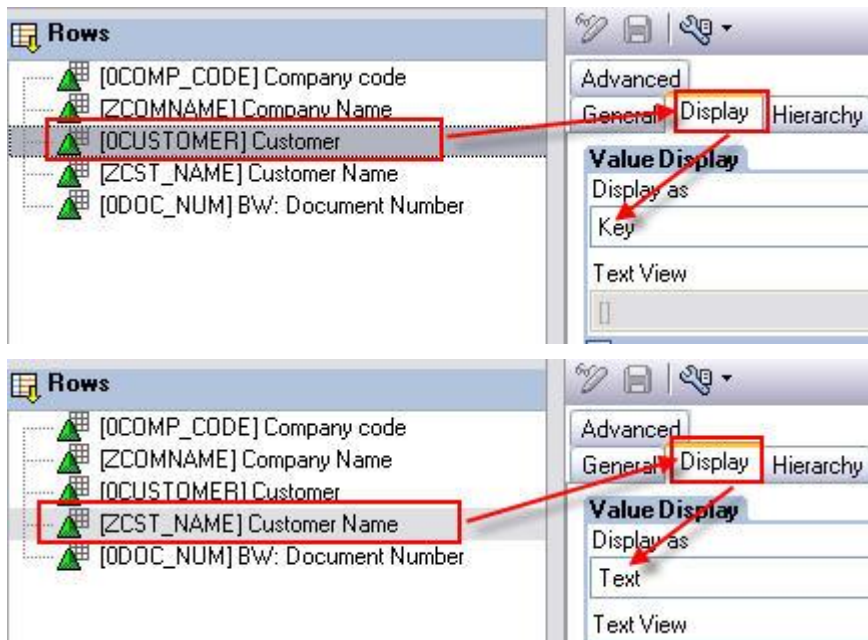 Rows
[0COMP_CODE] Company code
[ZCOMNAME] Company Name
[0CUSTOMER] Customer
[ZCST_NAME] Customer Name
[0DOC_NUM] BW: Document Number
Advanced
General Display Hierarchy
Value Display
Display as
Key
Text View
[]
Rows
[0COMP_CODE] Company code
[ZCOMNAME] Company Name
[0CUSTOMER] Customer
[ZCST_NAME] Customer Name
[0DOC_NUM] BW: Document Number
Advanced
General Display Hierarchy
Value Display
Display as
Text
Text View